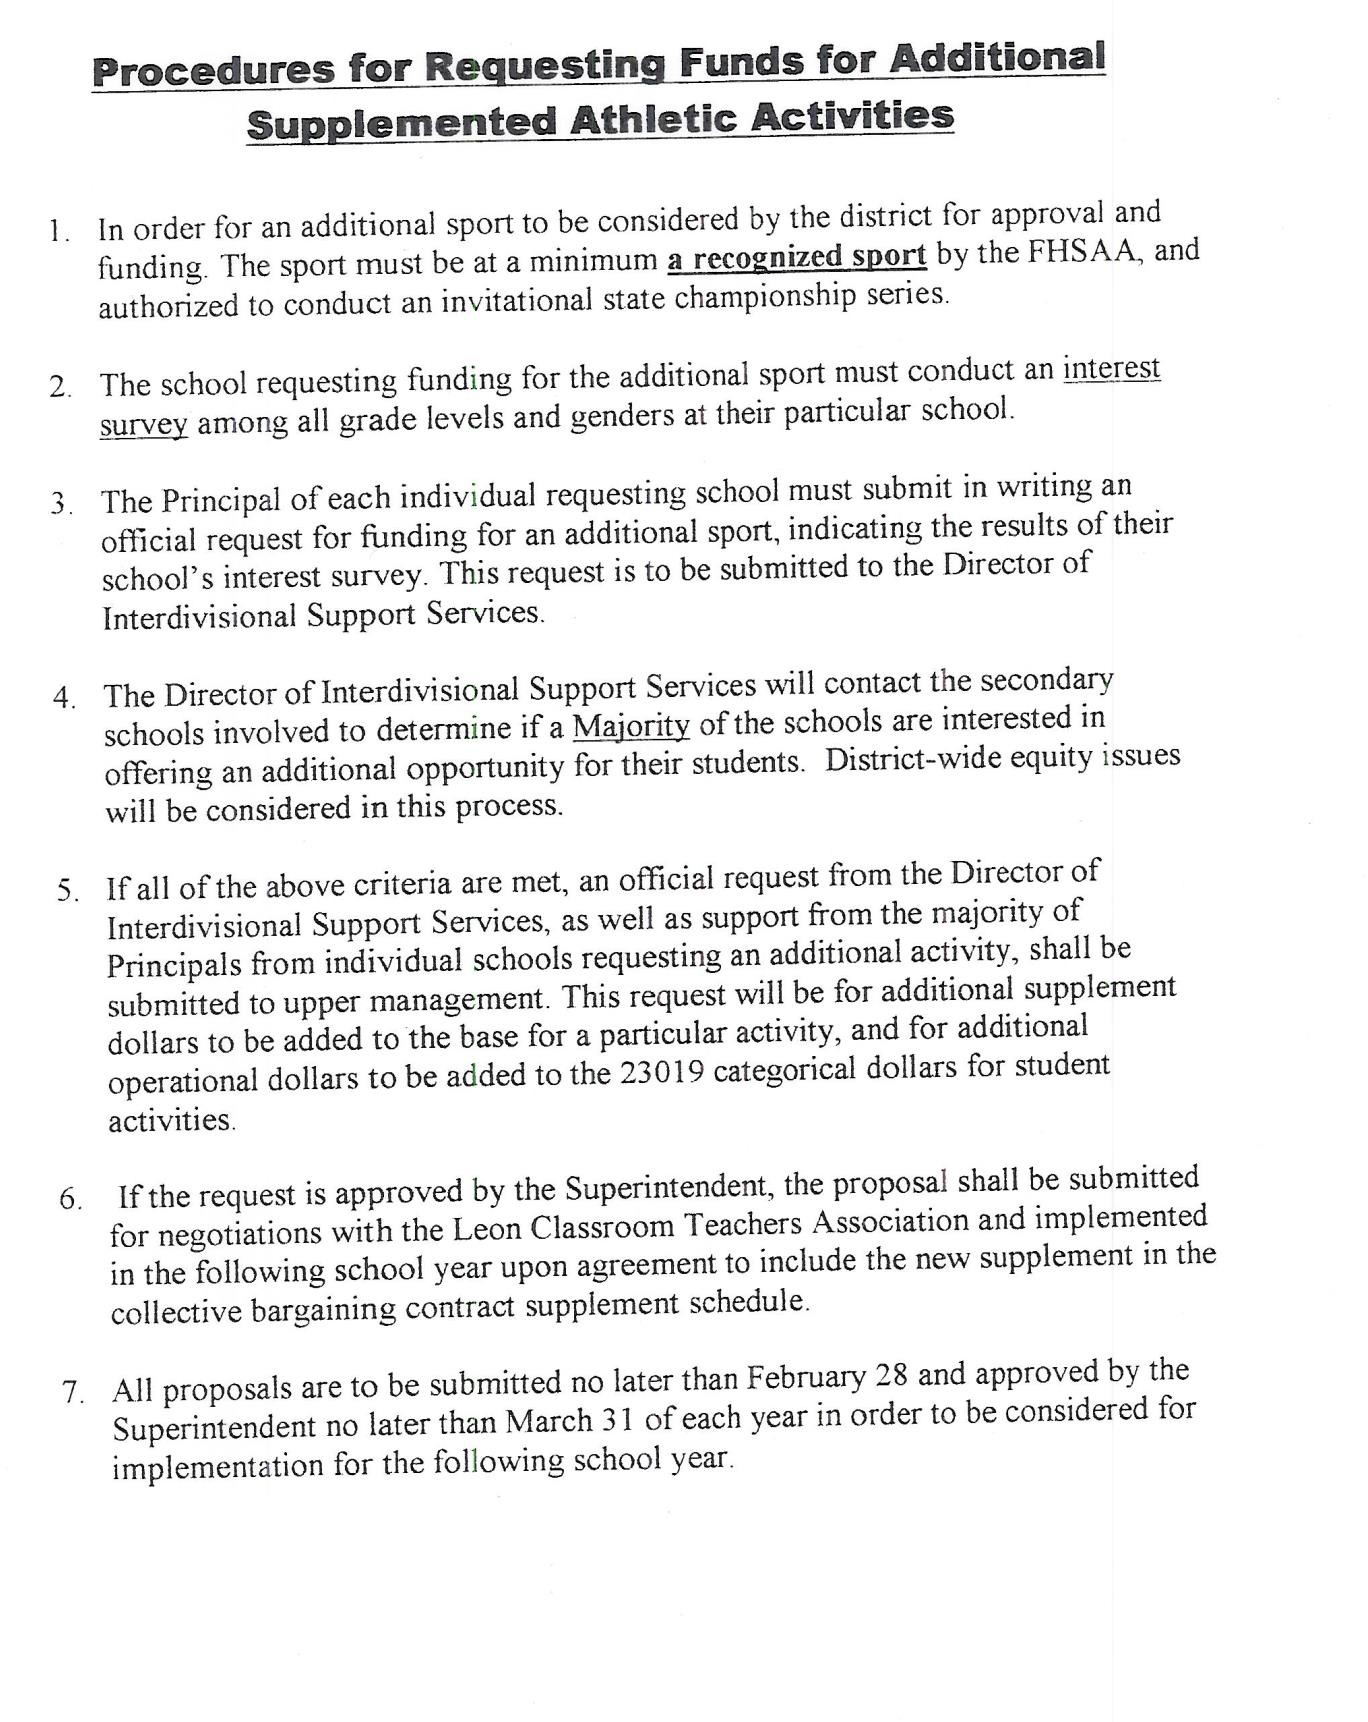 Procedures for Requesting Funds for Additional
Supplemented Athletic Activities
1. In order for an additional sport to be considered by the district for approval and
funding. The sport must be at a minimum a recognized sport by the FHSAA, and
authorized to conduct an invitational state championship series.
2. The school requesting funding for the additional sport must conduct an interest
survey among all grade levels and genders at their particular school.
3. The Principal of each individual requesting school must submit in writing an
official request for funding for an additional sport, indicating the results of their
school's interest survey. This request is to be submitted to the Director of
Interdivisional Support Services.
4. The Director of Interdivisional Support Services will contact the secondary
schools involved to determine if a Majority of the schools are interested in
offering an additional opportunity for their students. District-wide equity issues
will be considered in this process.
5. If all of the above criteria are met, an official request from the Director of
Interdivisional Support Services, as well as support from the majority of
Principals from individual schools requesting an additional activity, shall be
submitted to upper management. This request will be for additional supplement
dollars to be added to the base for a particular activity, and for additional
operational dollars to be added to the 23019 categorical dollars for student
activities.
6. If the request is approved by the Superintendent, the proposal shall be submitted
for negotiations with the Leon Classroom Teachers Association and implemented
in the following school year upon agreement to include the new supplement in the
collective bargaining contract supplement schedule.
7. All proposals are to be submitted no later than February 28 and approved by the
Superintendent no later than March 31 of each year in order to be considered for
implementation for the following school year.